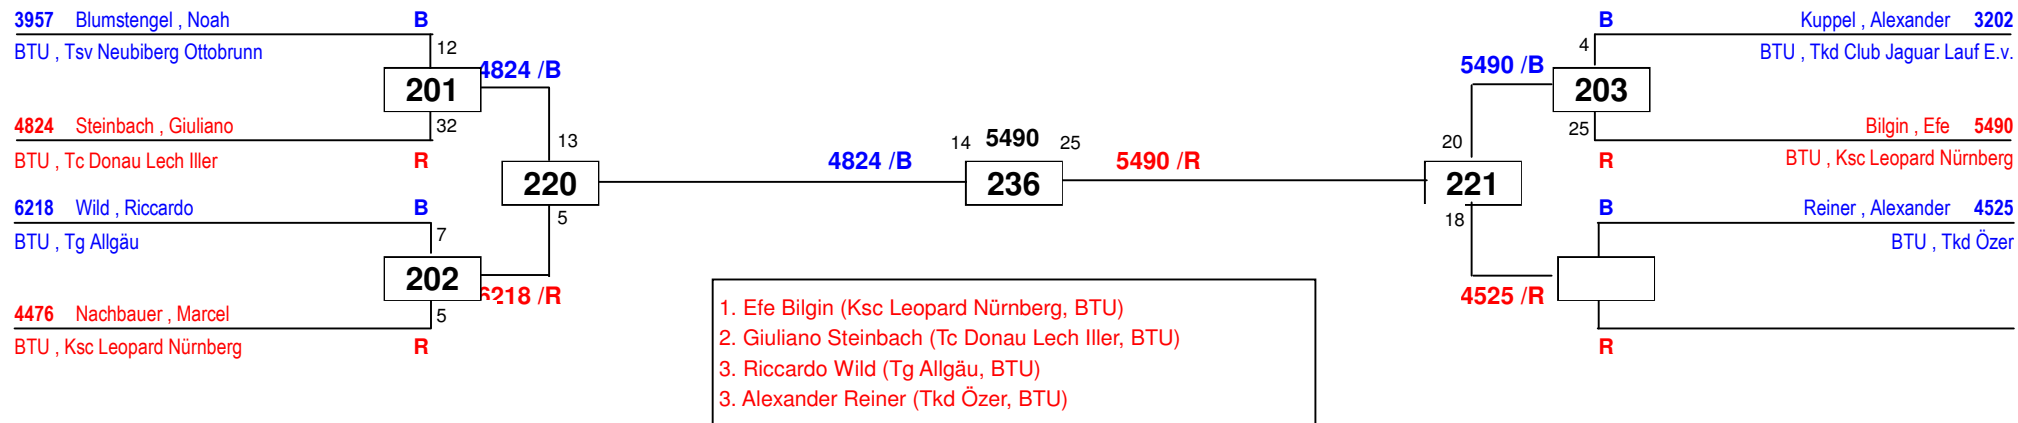 3957 Blumstengel , Noah B
BTU , Tsv Neubiberg Ottobrunn
12
201
4824 /B
4824 Steinbach , Giuliano
32
BTU , Tc Donau Lech Iller R
13
220
5
6218 Wild , Riccardo B
BTU , Tg Allgäu
7
202
6218 /R
4476 Nachbauer , Marcel
5
BTU , Ksc Leopard Nürnberg R
4824 /B
14 5490 25
236
5490 /R
B Kuppel , Alexander 3202
4
BTU , Tkd Club Jaguar Lauf E.v.
5490 /B
203
25
Bilgin , Efe 5490
R BTU , Ksc Leopard Nürnberg
20
221
18
B Reiner , Alexander 4525
BTU , Tkd Özer
4525 /R
R
1. Efe Bilgin (Ksc Leopard Nürnberg, BTU)
2. Giuliano Steinbach (Tc Donau Lech Iller, BTU)
3. Riccardo Wild (Tg Allgäu, BTU)
3. Alexander Reiner (Tkd Özer, BTU)